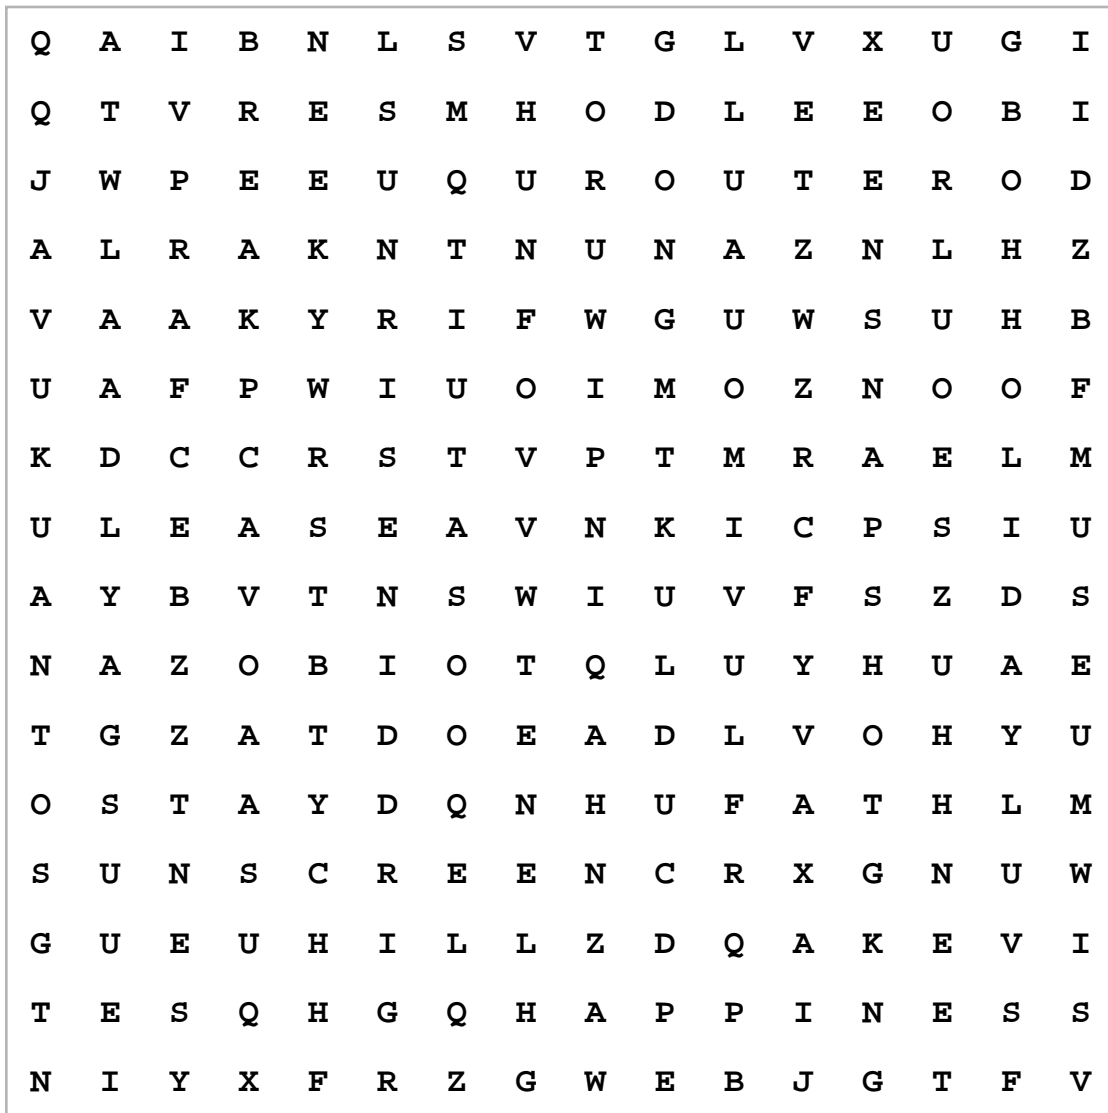 Q A I B N L S V T G L V X U G I
Q T V R E S M H O D L E E O B I
J W P E E U Q U R O U T E R O D
A L R A K N T N U N A Z N L H Z
V A A K Y R I F W G U W S U H B
U A F P W I U O I M O Z N O O F
K D C C R S T V P T M R A E L M
U L E A S E A V N K I C P S I U
A Y B V T N S W I U V F S Z D S
N A Z O B I O T Q L U Y H U A E
T G Z A T D O E A D L V O H Y U
O S T A Y D Q N H U F A T H L M
S U N S C R E E N C R X G N U W
G U E U H I L L Z D Q A K E V I
T E S Q H G Q H A P P I N E S S
N I Y X F R Z G W E B J G T F V